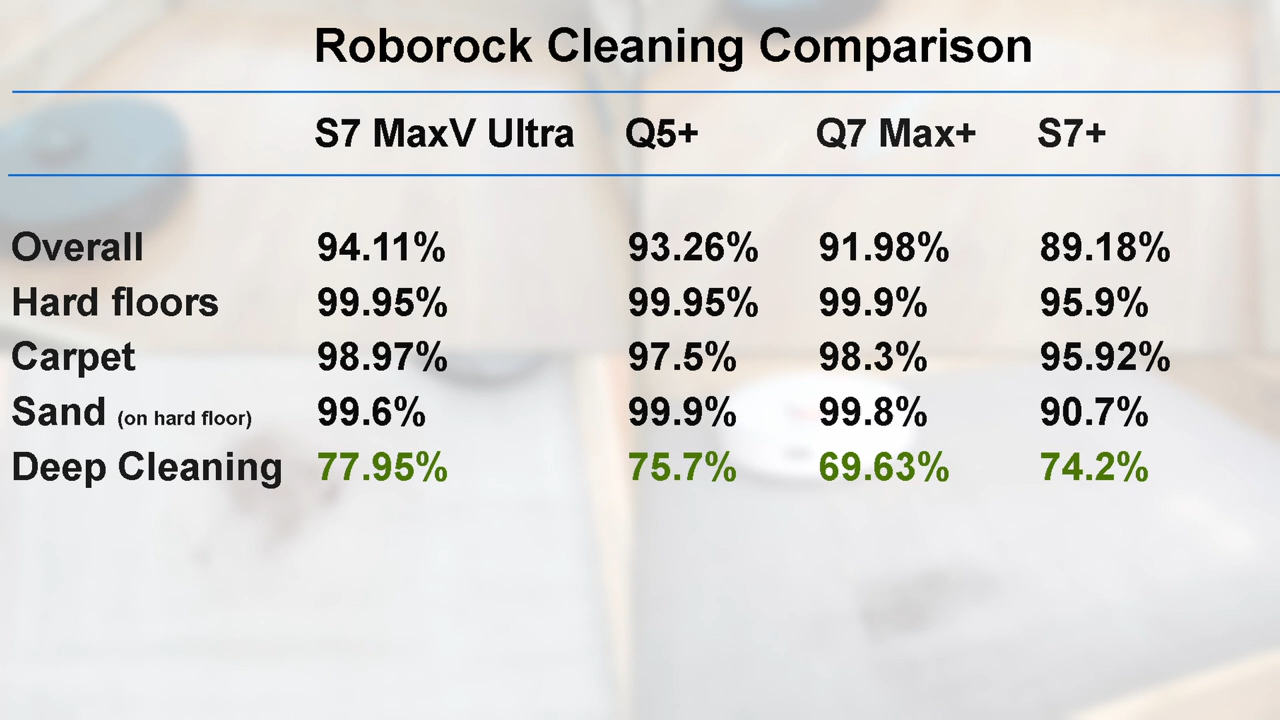 Roborock Cleaning Comparison
S7 MaxV Ultra Q5+ Q7 Max+ S7+
Overall 94.11% 93.26% 91.98% 89.18%
Hard floors 99.95% 99.95% 99.9% 95.9%
Carpet 98.97% 97.5% 98.3% 95.92%
Sand (on hard floor) 99.6% 99.9% 99.8% 90.7%
Deep Cleaning 77.95% 75.7% 69.63% 74.2%